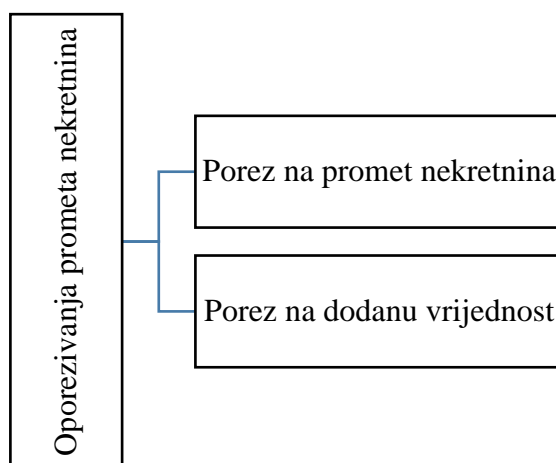 Oporezivanja prometa nekretnina
Porez na promet nekretnina
Porez na dodanu vrijednost